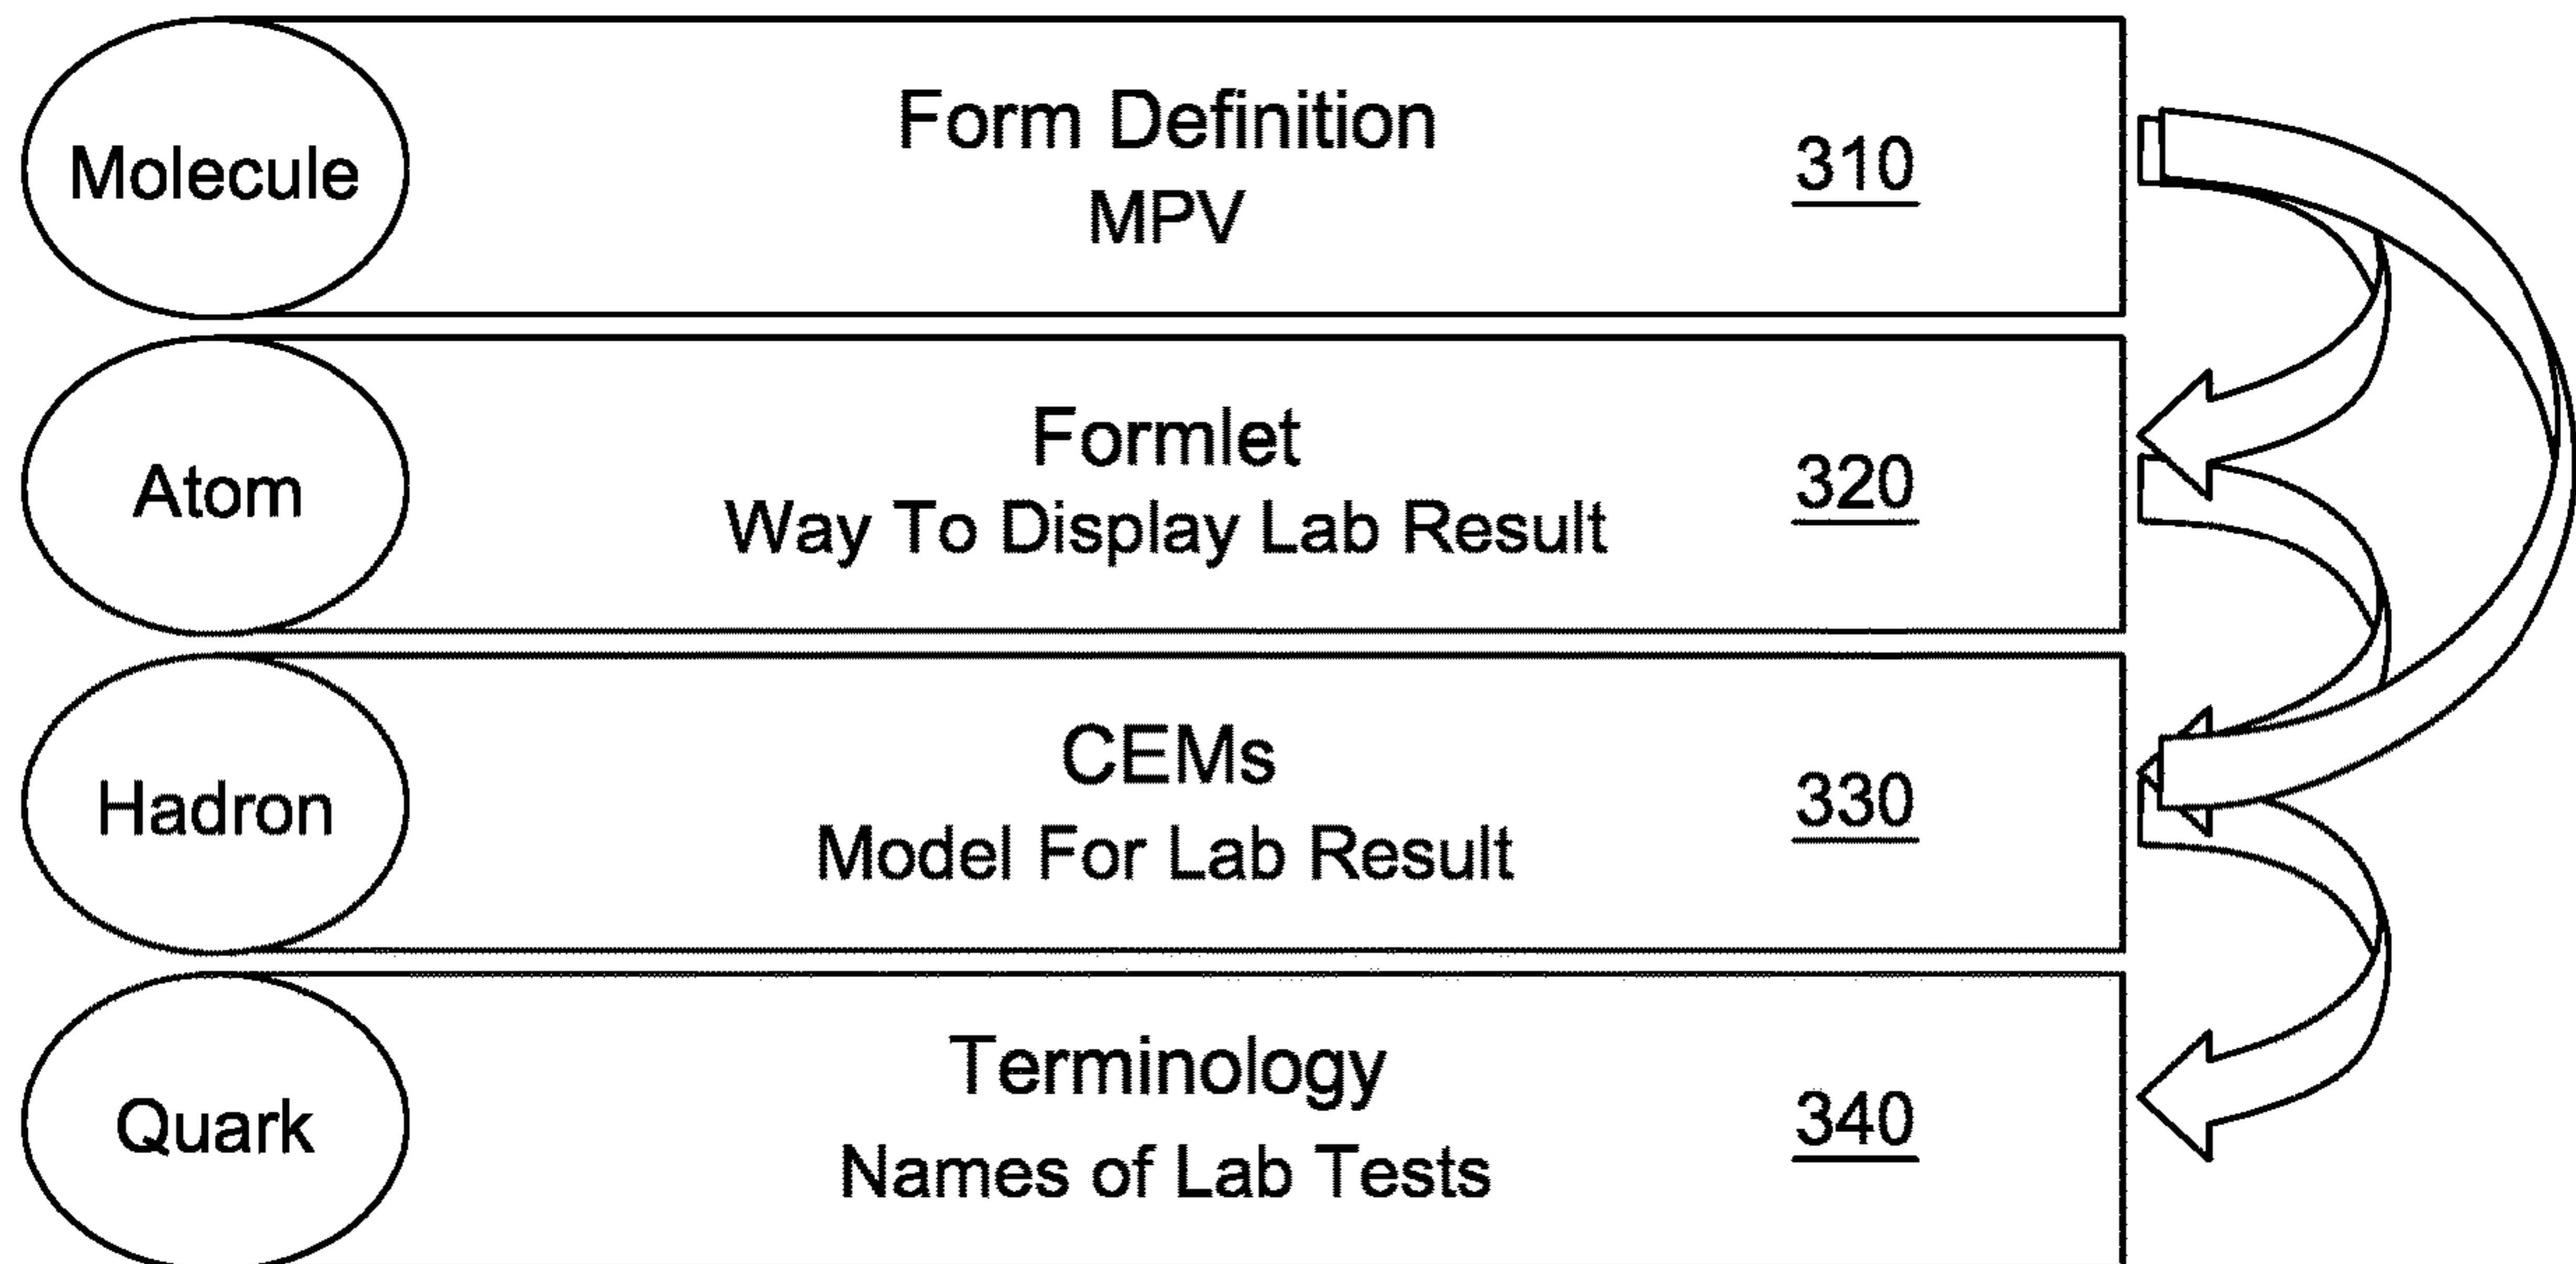 Molecule
Form Definition
MPV
310
Atom
Formlet
Way To Display Lab Result
320
Hadron
CEMs
Model For Lab Result
330
Quark
Terminology
Names of Lab Tests
340